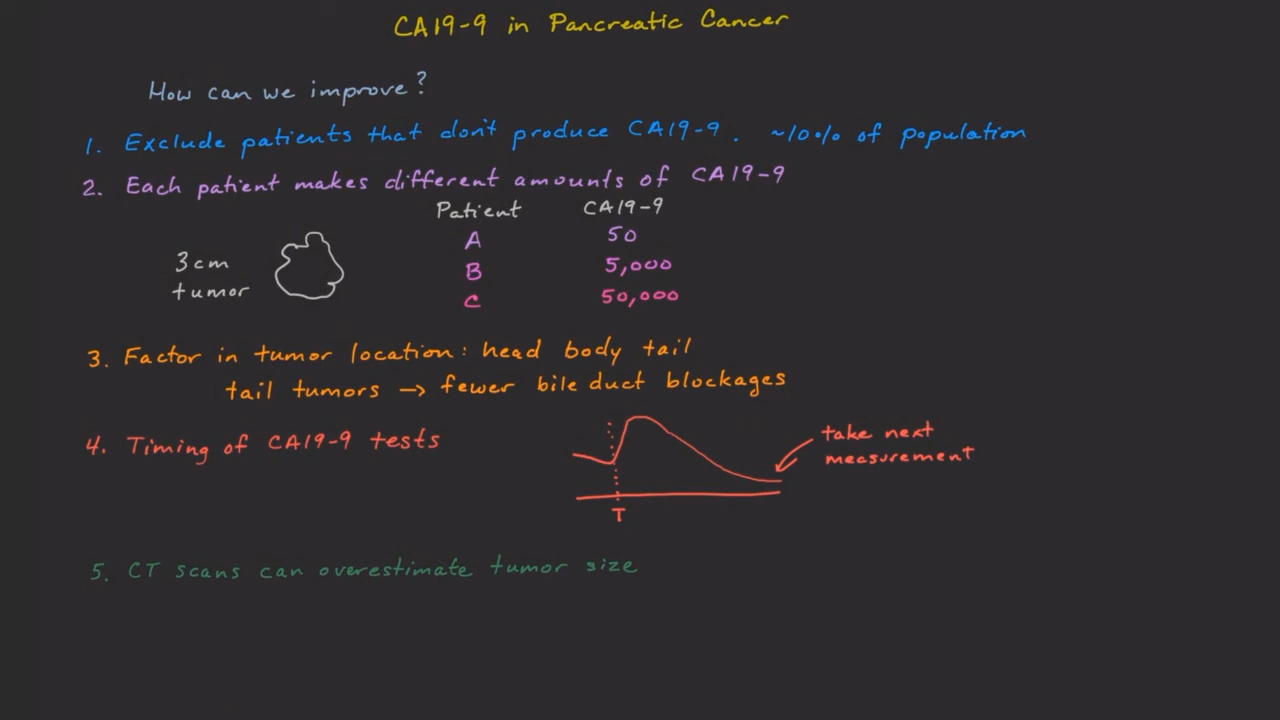 CA19-9 in Pancreatic Cancer
How can we improve?
1. Exclude patients that don't produce CA19-9. ~10% of population
2. Each patient makes different amounts of CA19-9
Patient CA19-9
A 50
3cm B 5,000
tumor C 50,000
3. Factor in tumor location: head body tail
tail tumors → fewer bile duct blockages
4. Timing of CA19-9 tests
take next
measurement
T
5. CT scans can overestimate tumor size